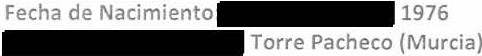 Fecha de Nacimiento 1976
Torre Pacheco (Murcia)